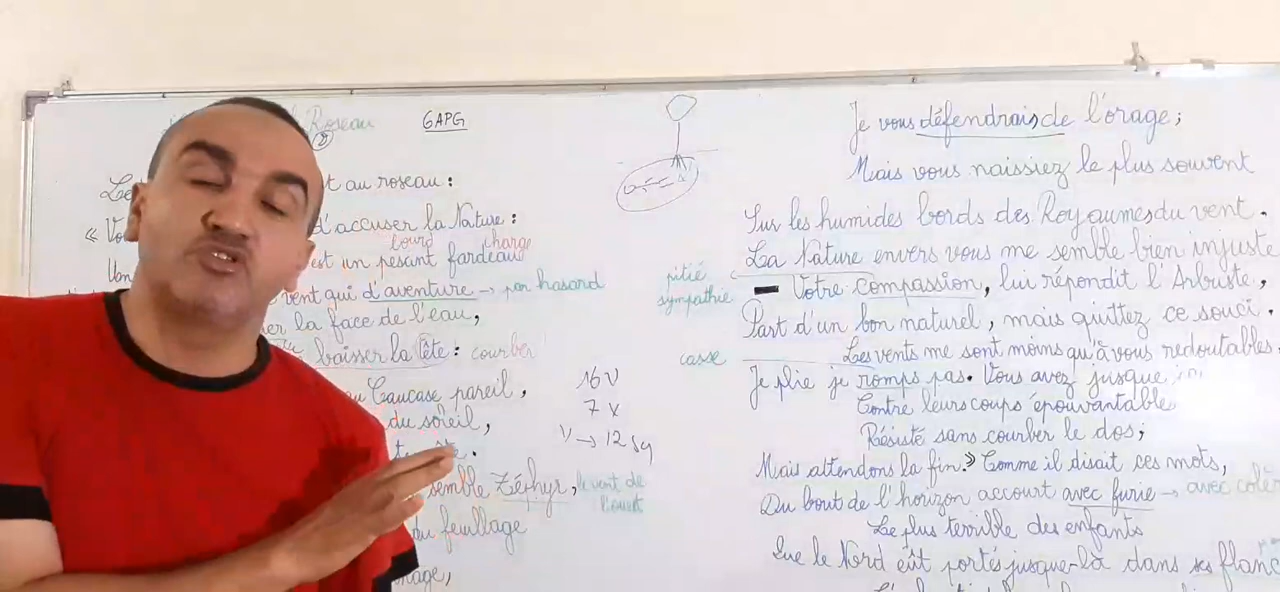 Roseau
(8)
6APG
t au roseau :
« Vou d'accuser la Nature :
lourd charge
est un pesant fardeau
vent qui d'aventure → par hasard
er la face de l'eau,
baisser la tête : courber
au Caucase pareil,
du soleil,
semble Zéphyr, le vent de
l'ouest
du feuillage
16 v
7 x
v → 12 sy
Je vous défendrais, de l'orage ;
Mais vous naissiez le plus souvent
Sur les humides bords des Royaumes du vent.
La Nature envers vous me semble bien injuste
pitié
sympathie
— Votre compassion, lui répondit l'Arbuste,
Part d'un bon naturel, mais quittez ce souci.
casse
Les vents me sont moins qu'à vous redoutables.
Je plie je romps pas. Vous avez jusque
Contre leurs coups épouvantable
Résisté sans courber le dos ;
Mais attendons la fin. » Comme il disait ces mots,
Du bout de l'horizon accourt avec furie → avec colèr
Le plus terrible des enfants
Que le Nord eût portés jusque-là dans ses flanc